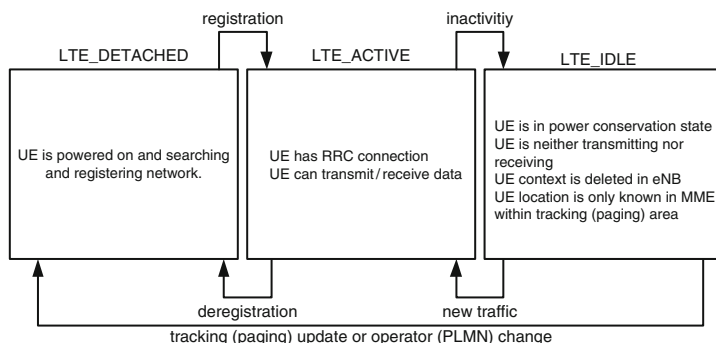 registration
inactivitiy
LTE_DETACHED
LTE_ACTIVE
LTE_IDLE
UE is powered on and searching
and registering network.
UE has RRC connection
UE can transmit/receive data
UE is in power conservation state
UE is neither transmitting nor
receiving
UE context is deleted in eNB
UE location is only known in MME
within tracking (paging) area
deregistration
new traffic
tracking (paging) update or operator (PLMN) change